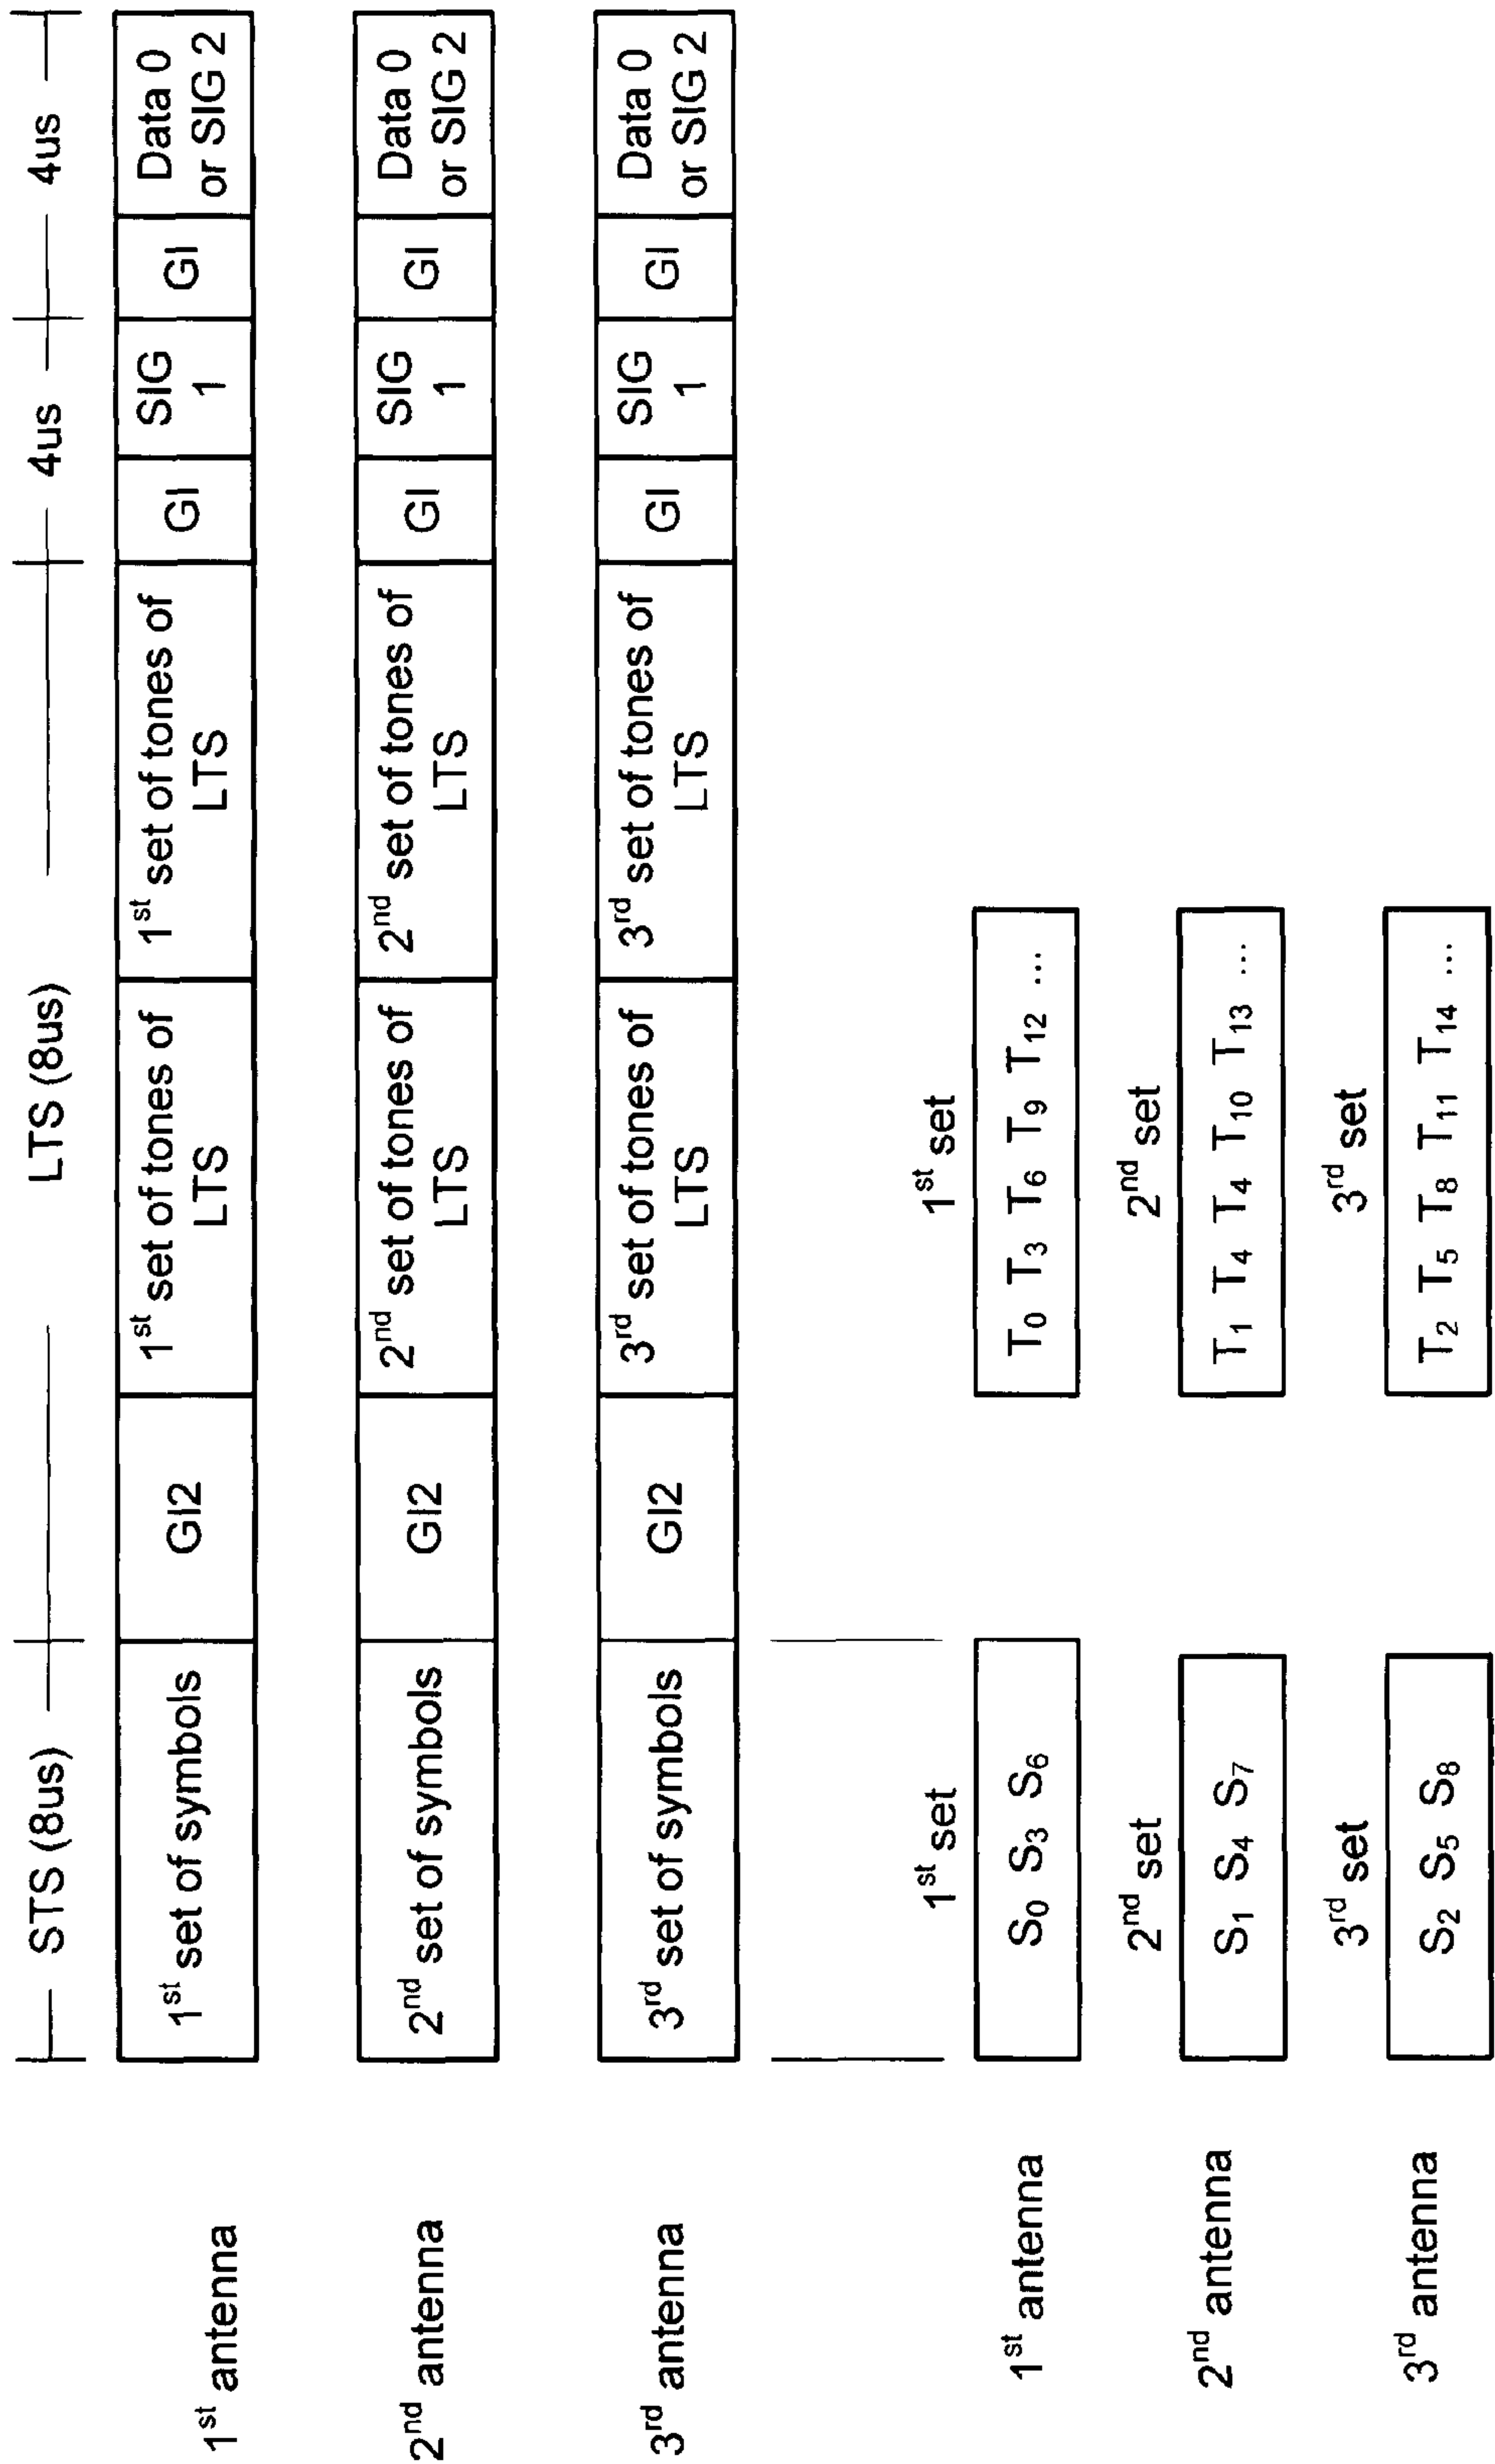 STS (8us) LTS (8us) 4us 4us
1st antenna
1st set of symbols
GI2
1st set of tones of
LTS
1st set of tones of
LTS
GI
SIG
1
GI
Data 0
or SIG 2
2nd antenna
2nd set of symbols
GI2
2nd set of tones of
LTS
2nd set of tones of
LTS
GI
SIG
1
GI
Data 0
or SIG 2
3rd antenna
3rd set of symbols
GI2
3rd set of tones of
LTS
3rd set of tones of
LTS
GI
SIG
1
GI
Data 0
or SIG 2
1st set 1st set
1st antenna S0 S3 S6 T0 T3 T6 T9 T12 ...
2nd set 2nd set
2nd antenna S1 S4 S7 T1 T4 T4 T10 T13 ...
3rd set 3rd set
3rd antenna S2 S5 S8 T2 T5 T8 T11 T14 ...